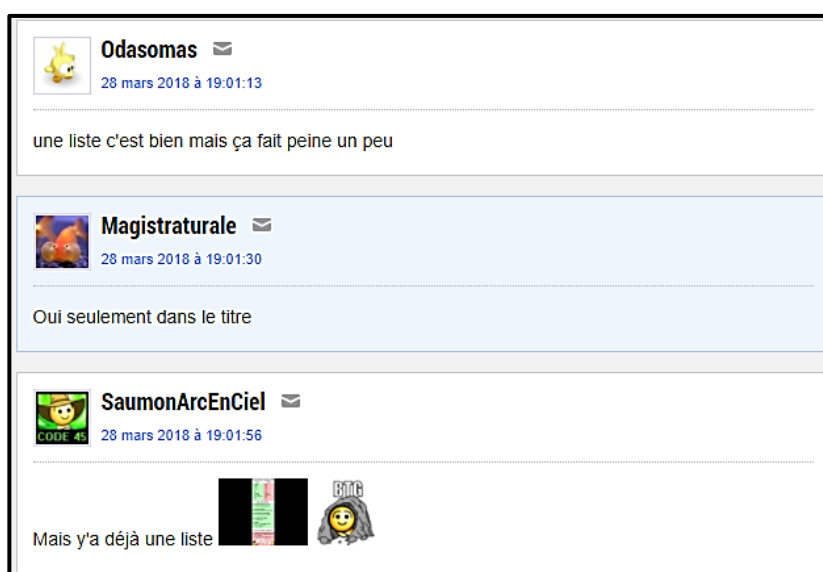 Odasomas
28 mars 2018 à 19:01:13
une liste c'est bien mais ça fait peine un peu
Magistraturale
28 mars 2018 à 19:01:30
Oui seulement dans le titre
SaumonArcEnCiel
CODE 45
28 mars 2018 à 19:01:56
BTG
Mais y'a déjà une liste